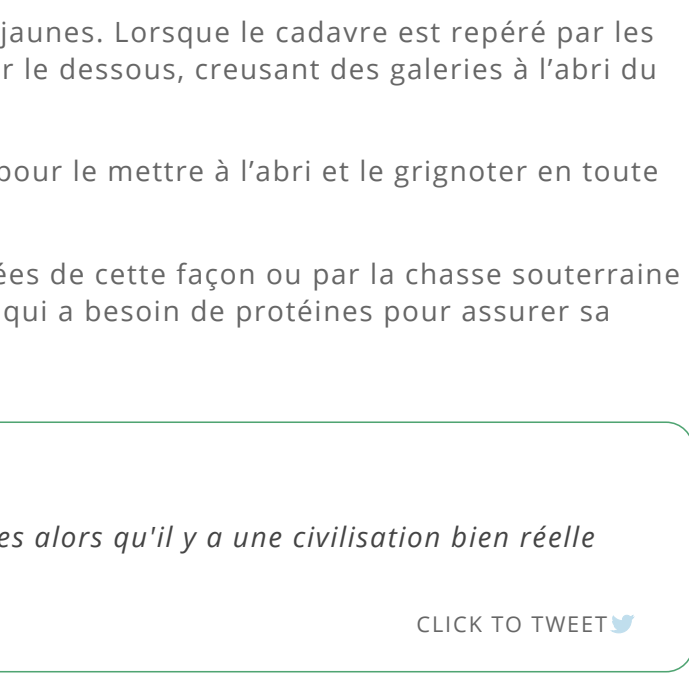 jaunes. Lorsque le cadavre est repéré par les
r le dessous, creusant des galeries à l’abri du
pour le mettre à l’abri et le grignoter en toute
ées de cette façon ou par la chasse souterraine
qui a besoin de protéines pour assurer sa
es alors qu'il y a une civilisation bien réelle
CLICK TO TWEET